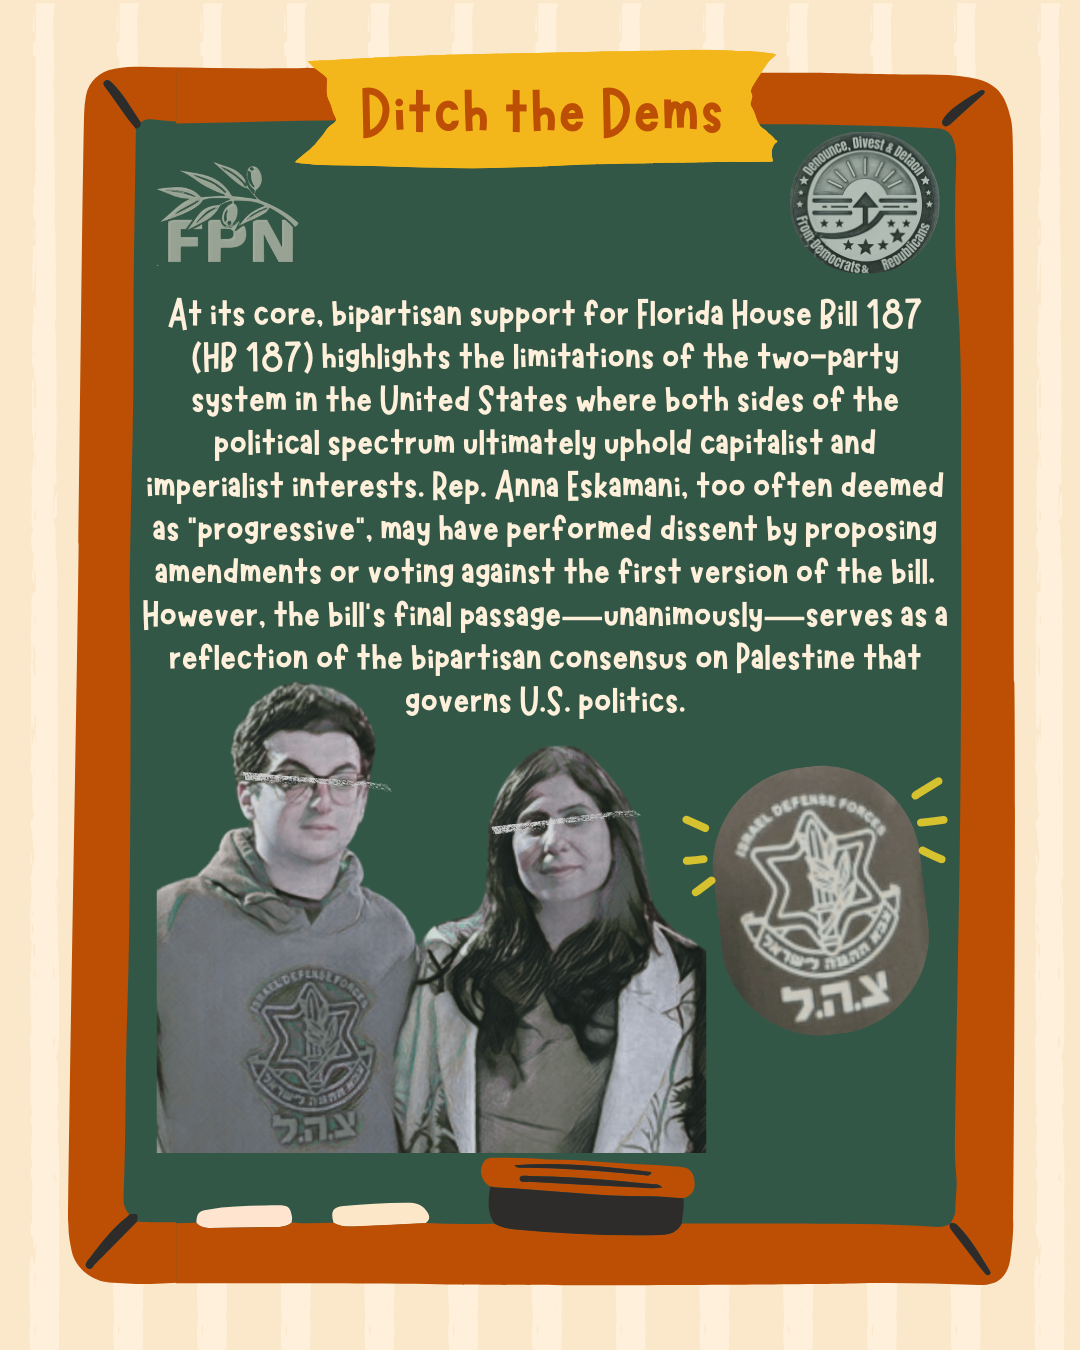 Ditch the Dems
FPN
Denounce, Divest & Detach
From Democrats & Republicans
At its core, bipartisan support for Florida House Bill 187
(HB 187) highlights the limitations of the two-party
system in the United States where both sides of the
political spectrum ultimately uphold capitalist and
imperialist interests. Rep. Anna Eskamani, too often deemed
as "progressive", may have performed dissent by proposing
amendments or voting against the first version of the bill.
However, the bill's final passage—unanimously—serves as a
reflection of the bipartisan consensus on Palestine that
governs U.S. politics.
ISRAEL DEFENSE FORCES
צבא ההגנה לישראל
צ.ה.ל
ISRAEL DEFENSE FORCES
צבא ההגנה לישראל
צ.ה.ל